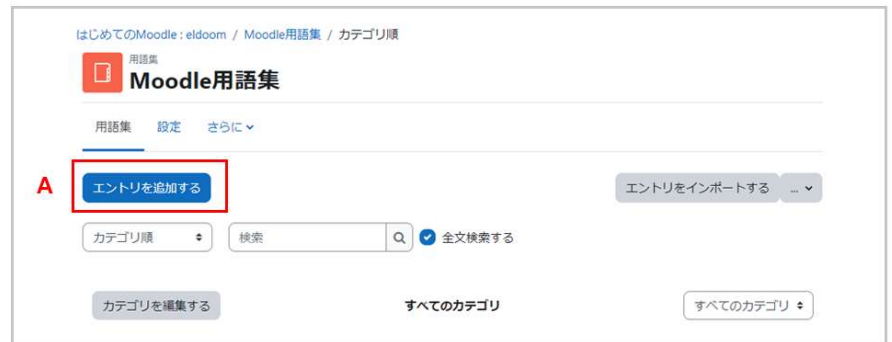 はじめてのMoodle : eldoom / Moodle用語集 / カテゴリ順
用語集
Moodle用語集
用語集 設定 さらに
A エントリを追加する エントリをインポートする ...
カテゴリ順 検索 全文検索する
カテゴリを編集する すべてのカテゴリ すべてのカテゴリ